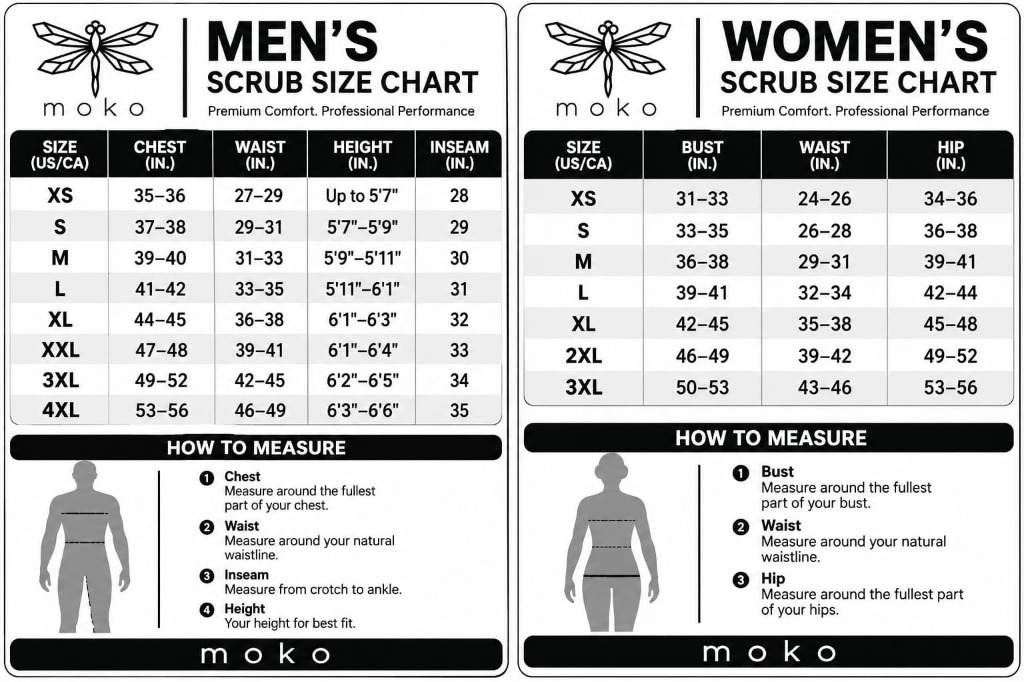 moko
MEN'S
SCRUB SIZE CHART
Premium Comfort. Professional Performance
SIZE (US/CA) CHEST (IN.) WAIST (IN.) HEIGHT (IN.) INSEAM (IN.)
XS 35–36 27–29 Up to 5'7" 28
S 37–38 29–31 5'7"–5'9" 29
M 39–40 31–33 5'9"–5'11" 30
L 41–42 33–35 5'11"–6'1" 31
XL 44–45 36–38 6'1"–6'3" 32
XXL 47–48 39–41 6'1"–6'4" 33
3XL 49–52 42–45 6'2"–6'5" 34
4XL 53–56 46–49 6'3"–6'6" 35
HOW TO MEASURE
1 Chest
Measure around the fullest
part of your chest.
2 Waist
Measure around your natural
waistline.
3 Inseam
Measure from crotch to ankle.
4 Height
Your height for best fit.
moko
moko
WOMEN'S
SCRUB SIZE CHART
Premium Comfort. Professional Performance
SIZE (US/CA) BUST (IN.) WAIST (IN.) HIP (IN.)
XS 31–33 24–26 34–36
S 33–35 26–28 36–38
M 36–38 29–31 39–41
L 39–41 32–34 42–44
XL 42–45 35–38 45–48
2XL 46–49 39–42 49–52
3XL 50–53 43–46 53–56
HOW TO MEASURE
1 Bust
Measure around the fullest
part of your bust.
2 Waist
Measure around your natural
waistline.
3 Hip
Measure around the fullest part
of your hips.
moko